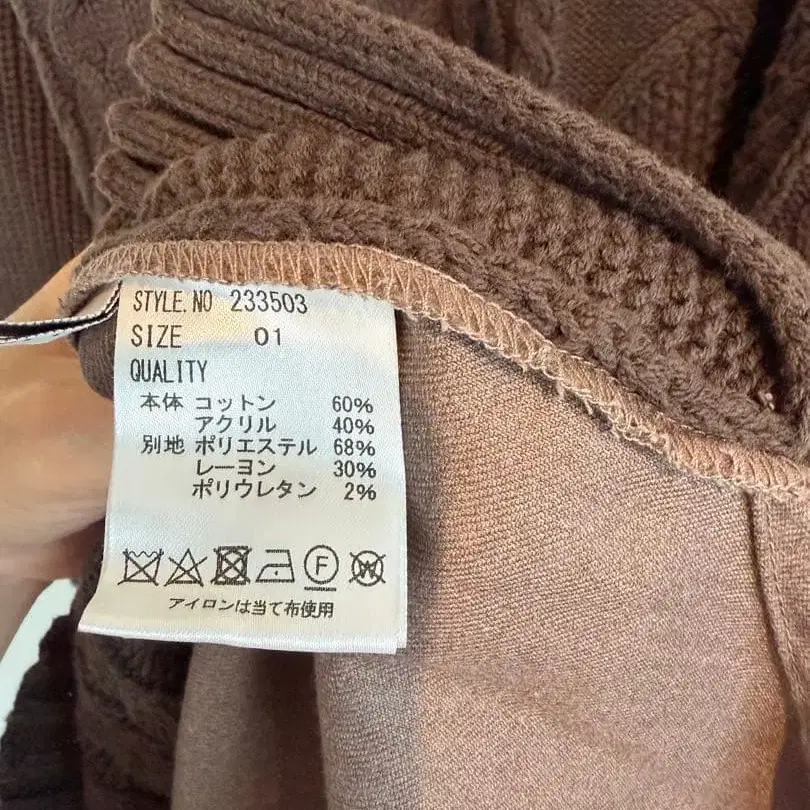 STYLE.NO 233503
SIZE 01
QUALITY
本体 コットン 60%
アクリル 40%
別地 ポリエステル 68%
レーヨン 30%
ポリウレタン 2%
F W
アイロンは当て布使用